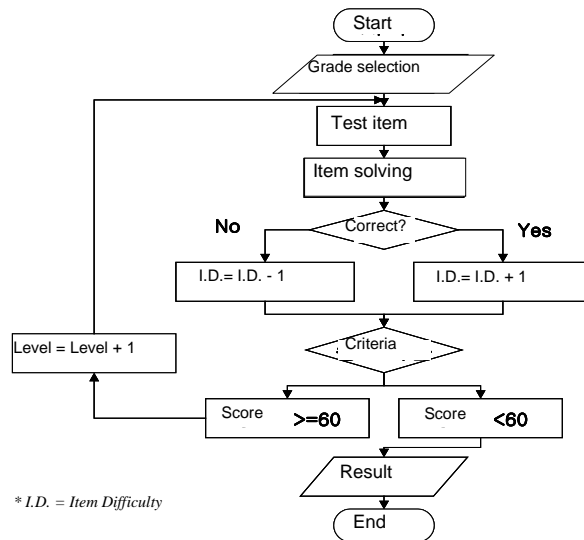 Start
Grade selection
Test item
Item solving
Correct?
No
Yes
I.D.= I.D. - 1
I.D.= I.D. + 1
Criteria
Level = Level + 1
Score >=60
Score <60
Result
* I.D. = Item Difficulty
End